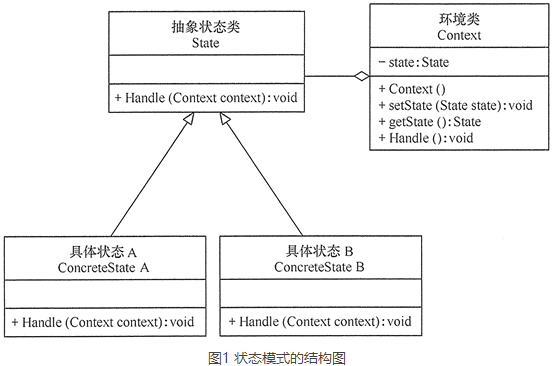 抽象状态类
State
+ Handle (Context context): void
环境类
Context
− state: State
+ Context ()
+ setState (State state): void
+ getState (): State
+ Handle (): void
具体状态 A
ConcreteState A
+ Handle (Context context): void
具体状态 B
ConcreteState B
+ Handle (Context context): void
图1 状态模式的结构图